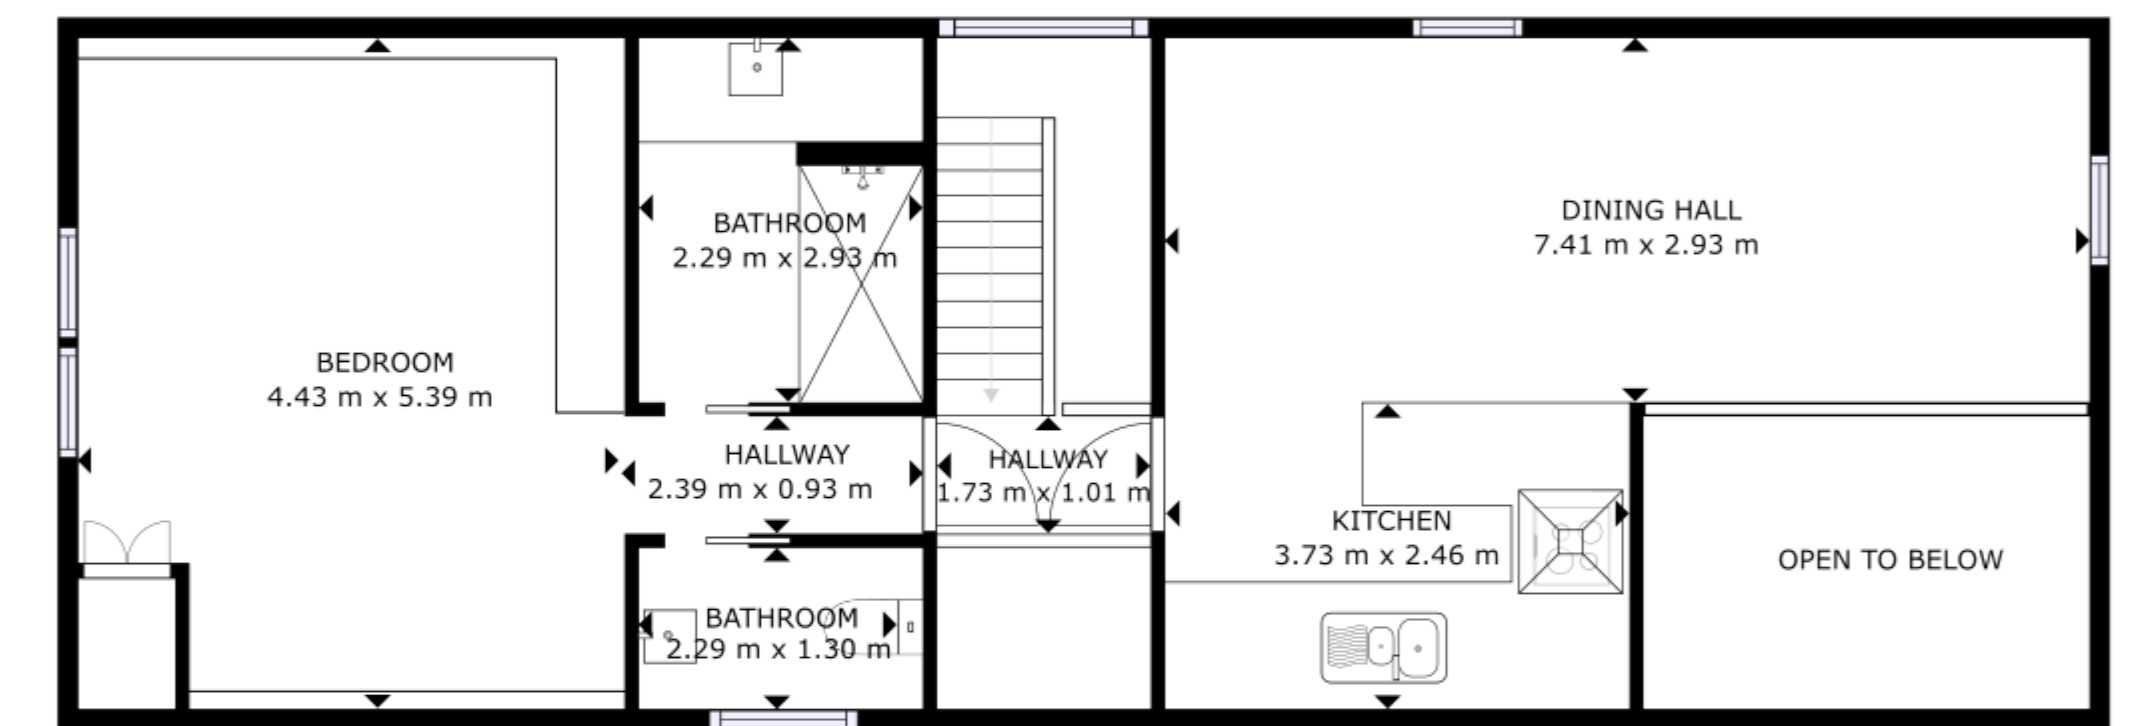 BEDROOM
4.43 m x 5.39 m
BATHROOM
2.29 m x 2.93 m
HALLWAY
2.39 m x 0.93 m
BATHROOM
2.29 m x 1.30 m
HALLWAY
1.73 m x 1.01 m
DINING HALL
7.41 m x 2.93 m
KITCHEN
3.73 m x 2.46 m
OPEN TO BELOW